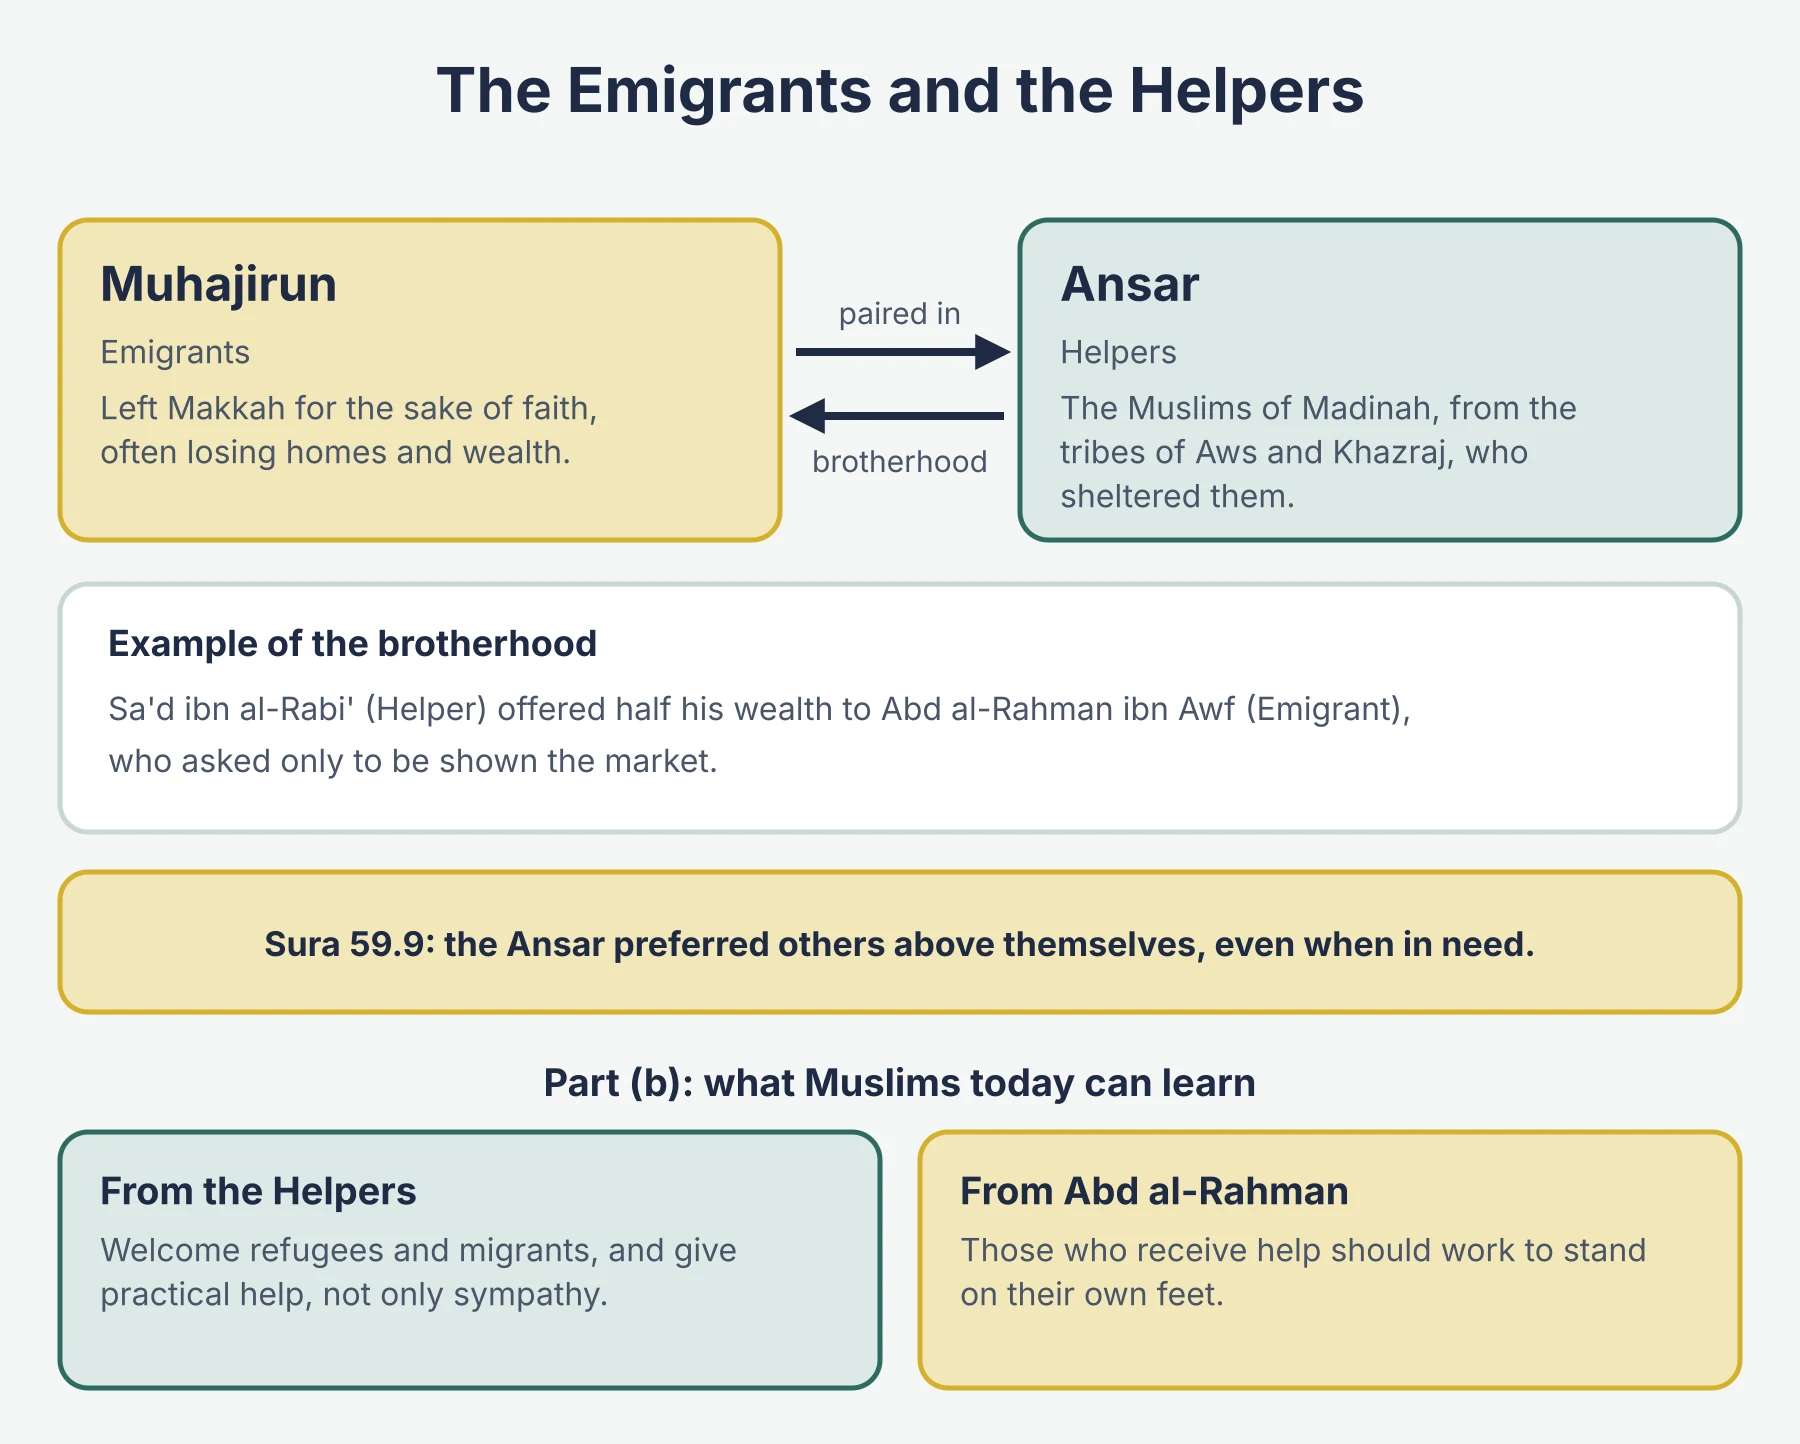 The Emigrants and the Helpers
Muhajirun
Emigrants
Left Makkah for the sake of faith,
often losing homes and wealth.
paired in
brotherhood
Ansar
Helpers
The Muslims of Madinah, from the
tribes of Aws and Khazraj, who
sheltered them.
Example of the brotherhood
Sa'd ibn al-Rabi' (Helper) offered half his wealth to Abd al-Rahman ibn Awf (Emigrant),
who asked only to be shown the market.
Sura 59.9: the Ansar preferred others above themselves, even when in need.
Part (b): what Muslims today can learn
From the Helpers
Welcome refugees and migrants, and give
practical help, not only sympathy.
From Abd al-Rahman
Those who receive help should work to stand
on their own feet.